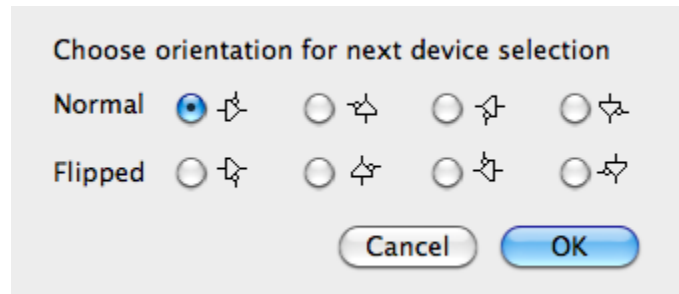 Choose orientation for next device selection
Normal
Flipped
Cancel OK